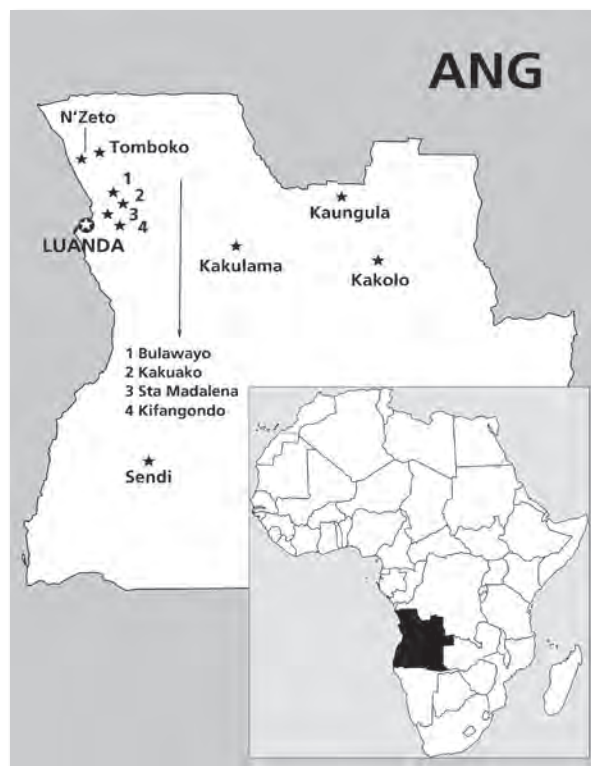 ANG
N'Zeto
Tomboko
1
2
3
4
LUANDA
Kaungula
Kakulama
Kakolo
1 Bulawayo
2 Kakuako
3 Sta Madalena
4 Kifangondo
Sendi